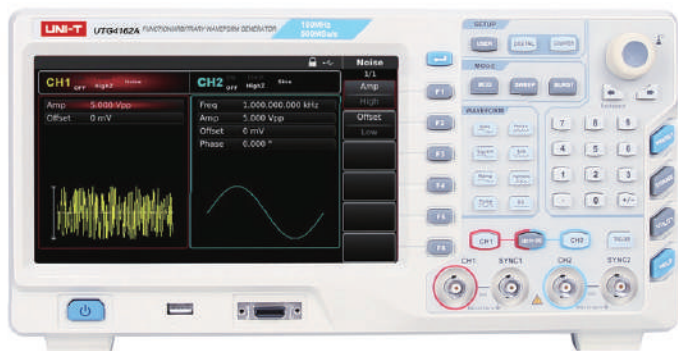 UNI-T UTG4162A FUNCTION/ARBITRARY WAVEFORM GENERATOR
160MHz
500MSa/s
Noise
1/1
CH1 OFF HighZ Noise
CH2 OFF HighZ Sine
Amp
High
Offset
Low
Amp 5.000 Vpp
Offset 0 mV
Freq 1.000,000,000 kHz
Amp 5.000 Vpp
Offset 0 mV
Phase 0.000 °
F1
F2
F3
F4
F5
F6
SETUP
USER DIGITAL COUNTER
MODE
MOD SWEEP BURST
WAVEFORM
7 8 9
4 5 6
1 2 3
. 0 +/-
CH1 CH2
CH1 SYNC1 CH2 SYNC2
UTILITY
HELP